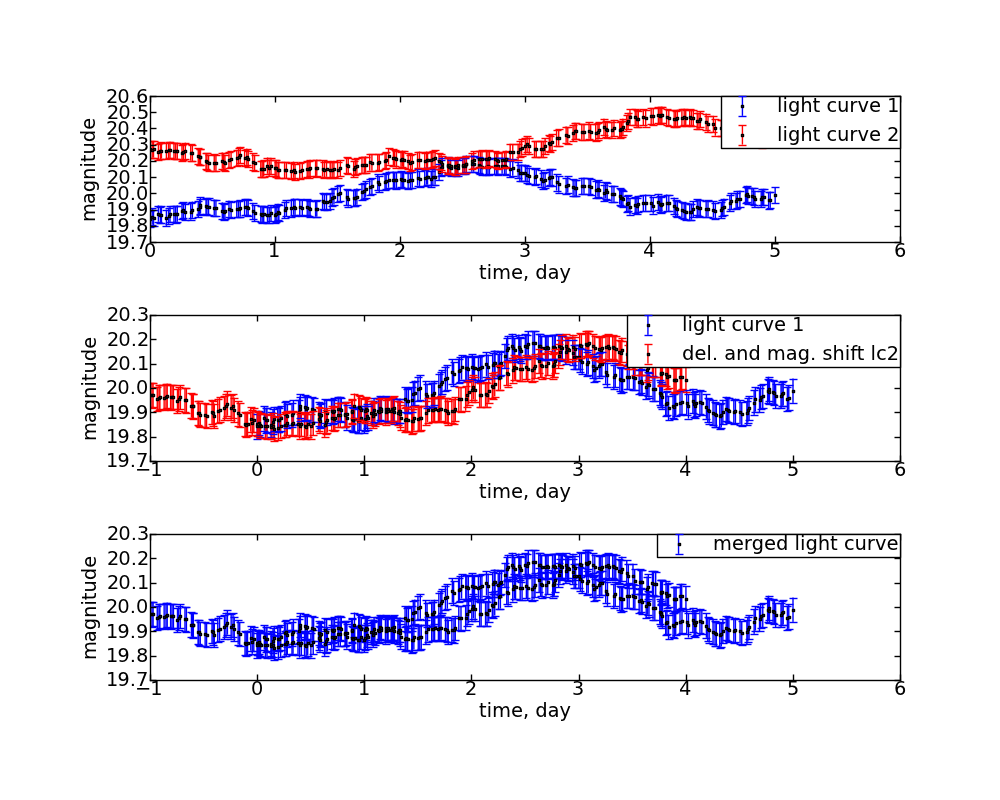 20.6
20.5
20.4
20.3
20.2
20.1
20.0
19.9
19.8
19.7
magnitude
light curve 1
light curve 2
0 1 2 3 4 5 6
time, day
20.3
20.2
20.1
20.0
19.9
19.8
19.7
magnitude
light curve 1
del. and mag. shift lc2
−1 0 1 2 3 4 5 6
time, day
20.3
20.2
20.1
20.0
19.9
19.8
19.7
magnitude
merged light curve
−1 0 1 2 3 4 5 6
time, day